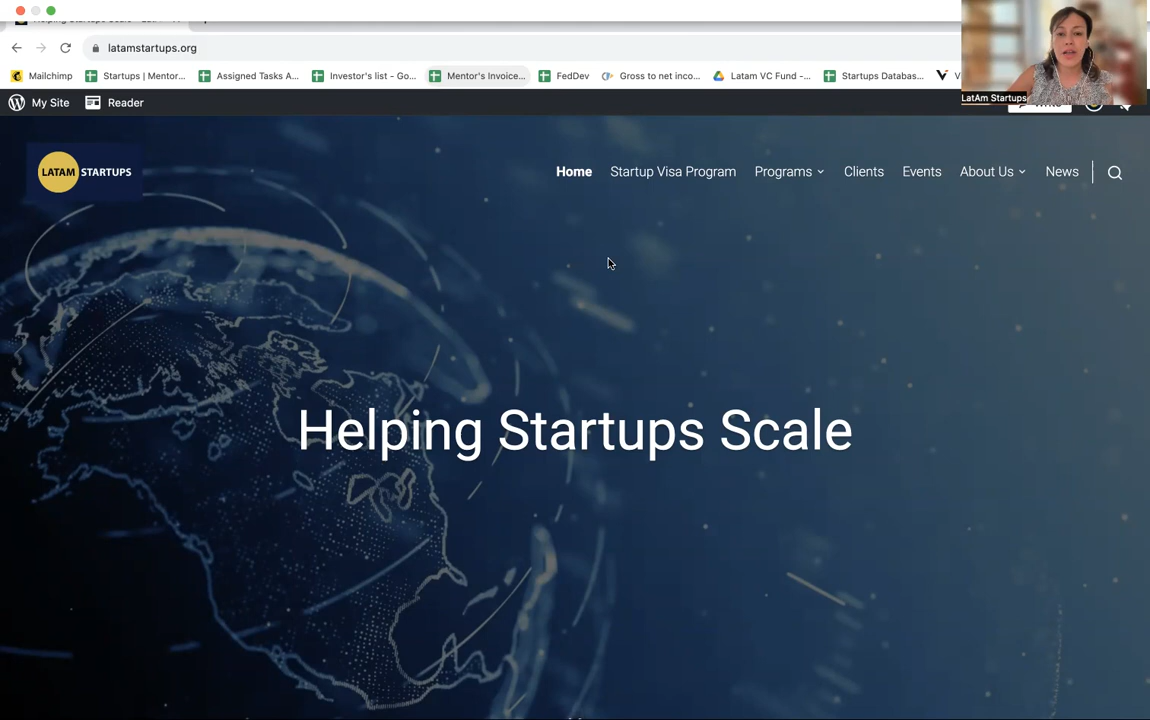 latamstartups.org
Mailchimp
Startups | Mentor...
Assigned Tasks A...
Investor's list - Go...
Mentor's Invoice...
FedDev
Gross to net inco...
Latam VC Fund -...
Startups Databas...
LatAm Startups
My Site
Reader
LATAM STARTUPS
Home
Startup Visa Program
Programs
Clients
Events
About Us
News
Helping Startups Scale